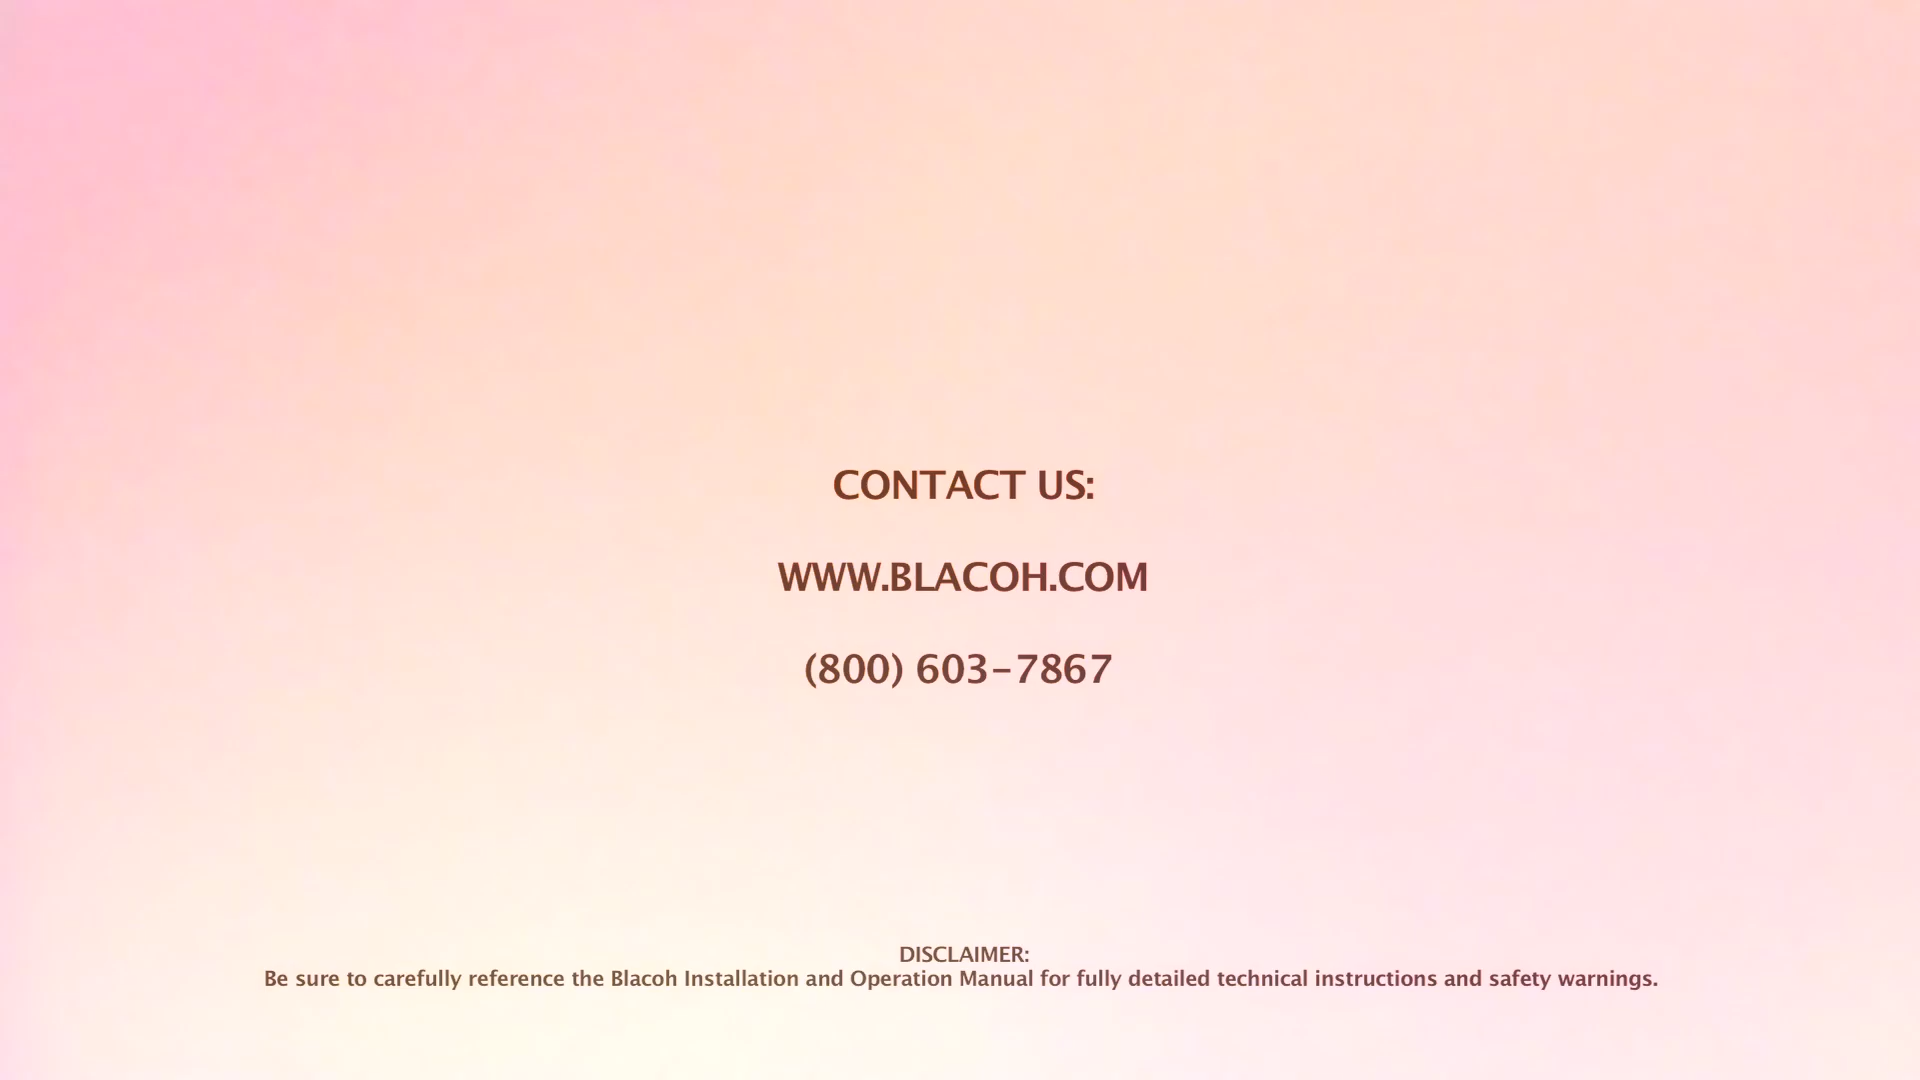 CONTACT US:
WWW.BLACOH.COM
(800) 603-7867
DISCLAIMER:
Be sure to carefully reference the Blacoh Installation and Operation Manual for fully detailed technical instructions and safety warnings.